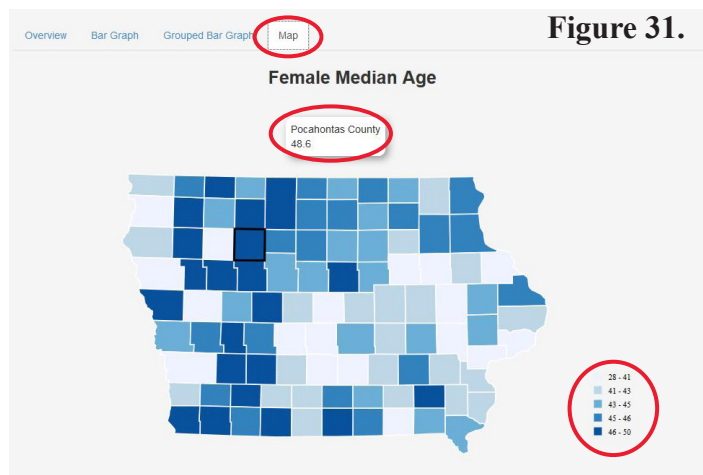 Figure 31.
Overview Bar Graph Grouped Bar Graph Map
Female Median Age
Pocahontas County
48.6
28 - 41
41 - 43
43 - 45
45 - 46
46 - 50